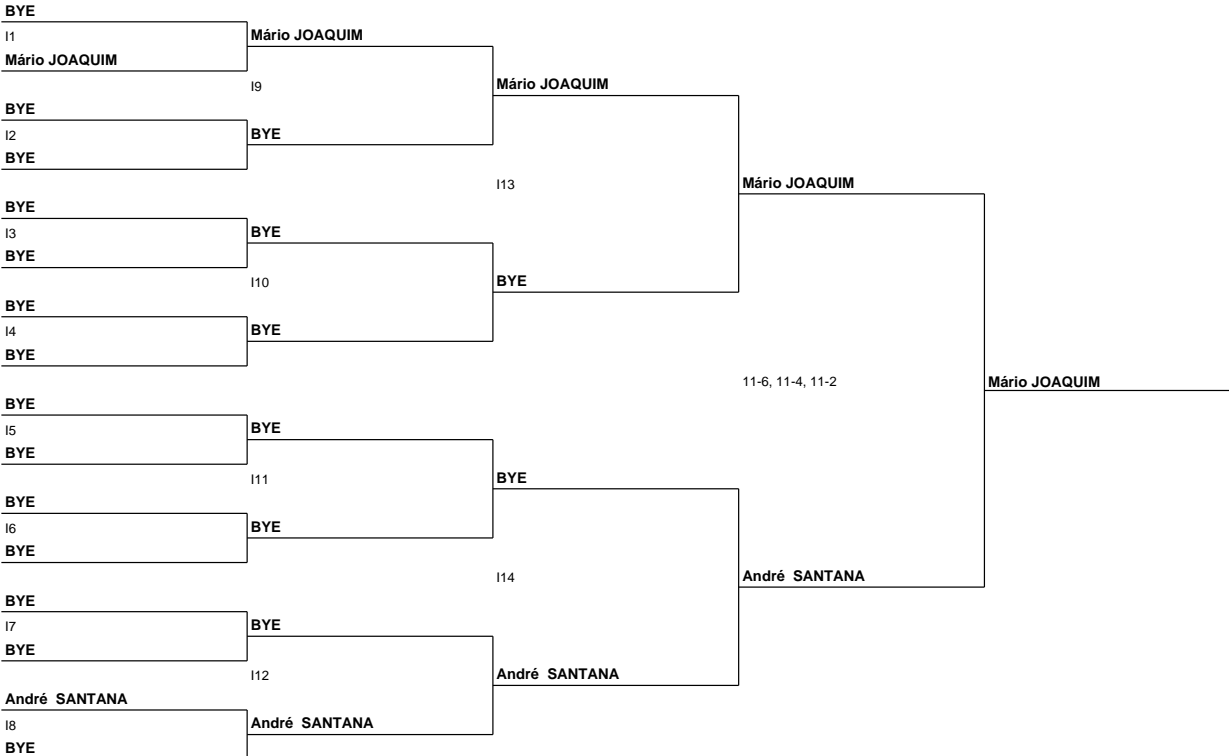 BYE
I1
Mário JOAQUIM
Mário JOAQUIM
I9
Mário JOAQUIM
BYE
I2
BYE
BYE
I13
Mário JOAQUIM
BYE
I3
BYE
BYE
I10
BYE
BYE
I4
BYE
BYE
11-6, 11-4, 11-2
Mário JOAQUIM
BYE
I5
BYE
BYE
I11
BYE
BYE
I6
BYE
BYE
I14
André  SANTANA
BYE
I7
BYE
BYE
I12
André  SANTANA
André  SANTANA
I8
BYE
André  SANTANA